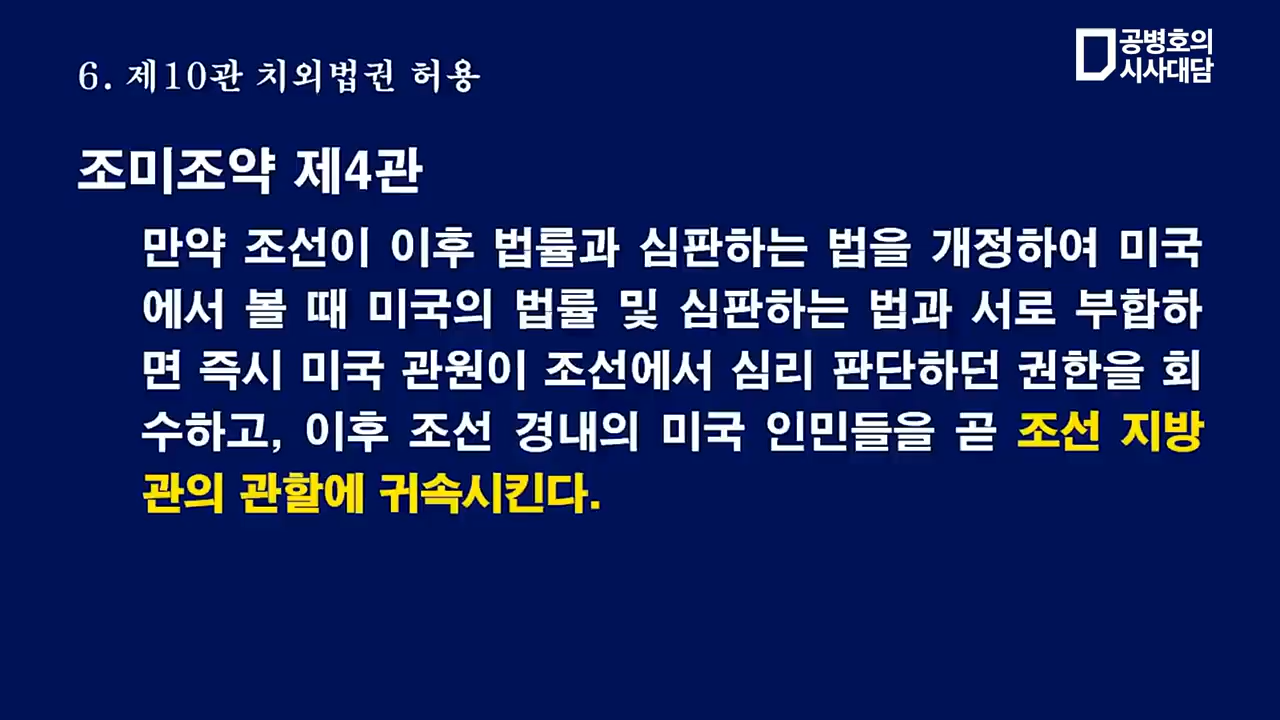 6. 제10관 치외법권 허용
공병호의
시사대담
조미조약 제4관
만약 조선이 이후 법률과 심판하는 법을 개정하여 미국
에서 볼 때 미국의 법률 및 심판하는 법과 서로 부합하
면 즉시 미국 관원이 조선에서 심리 판단하던 권한을 회
수하고, 이후 조선 경내의 미국 인민들을 곧 조선 지방
관의 관할에 귀속시킨다.